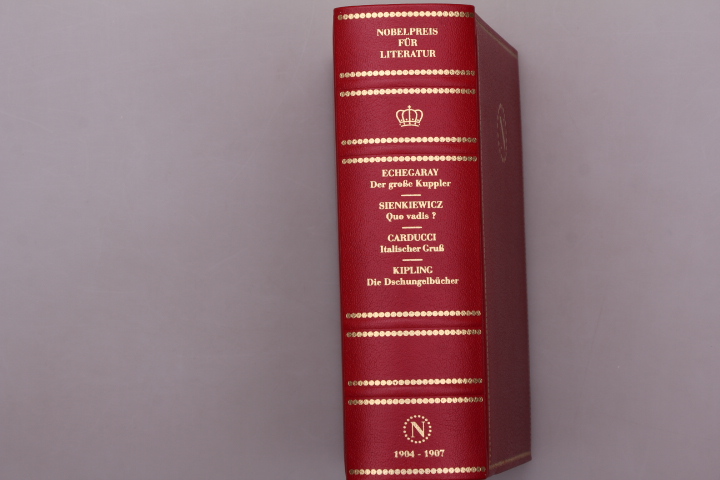 NOBELPREIS
FÜR
LITERATUR
ECHEGARAY
Der große Kuppler
SIENKIEWICZ
Quo vadis ?
CARDUCCI
Italischer Gruß
KIPLING
Die Dschungelbücher
N
1904 - 1907
N